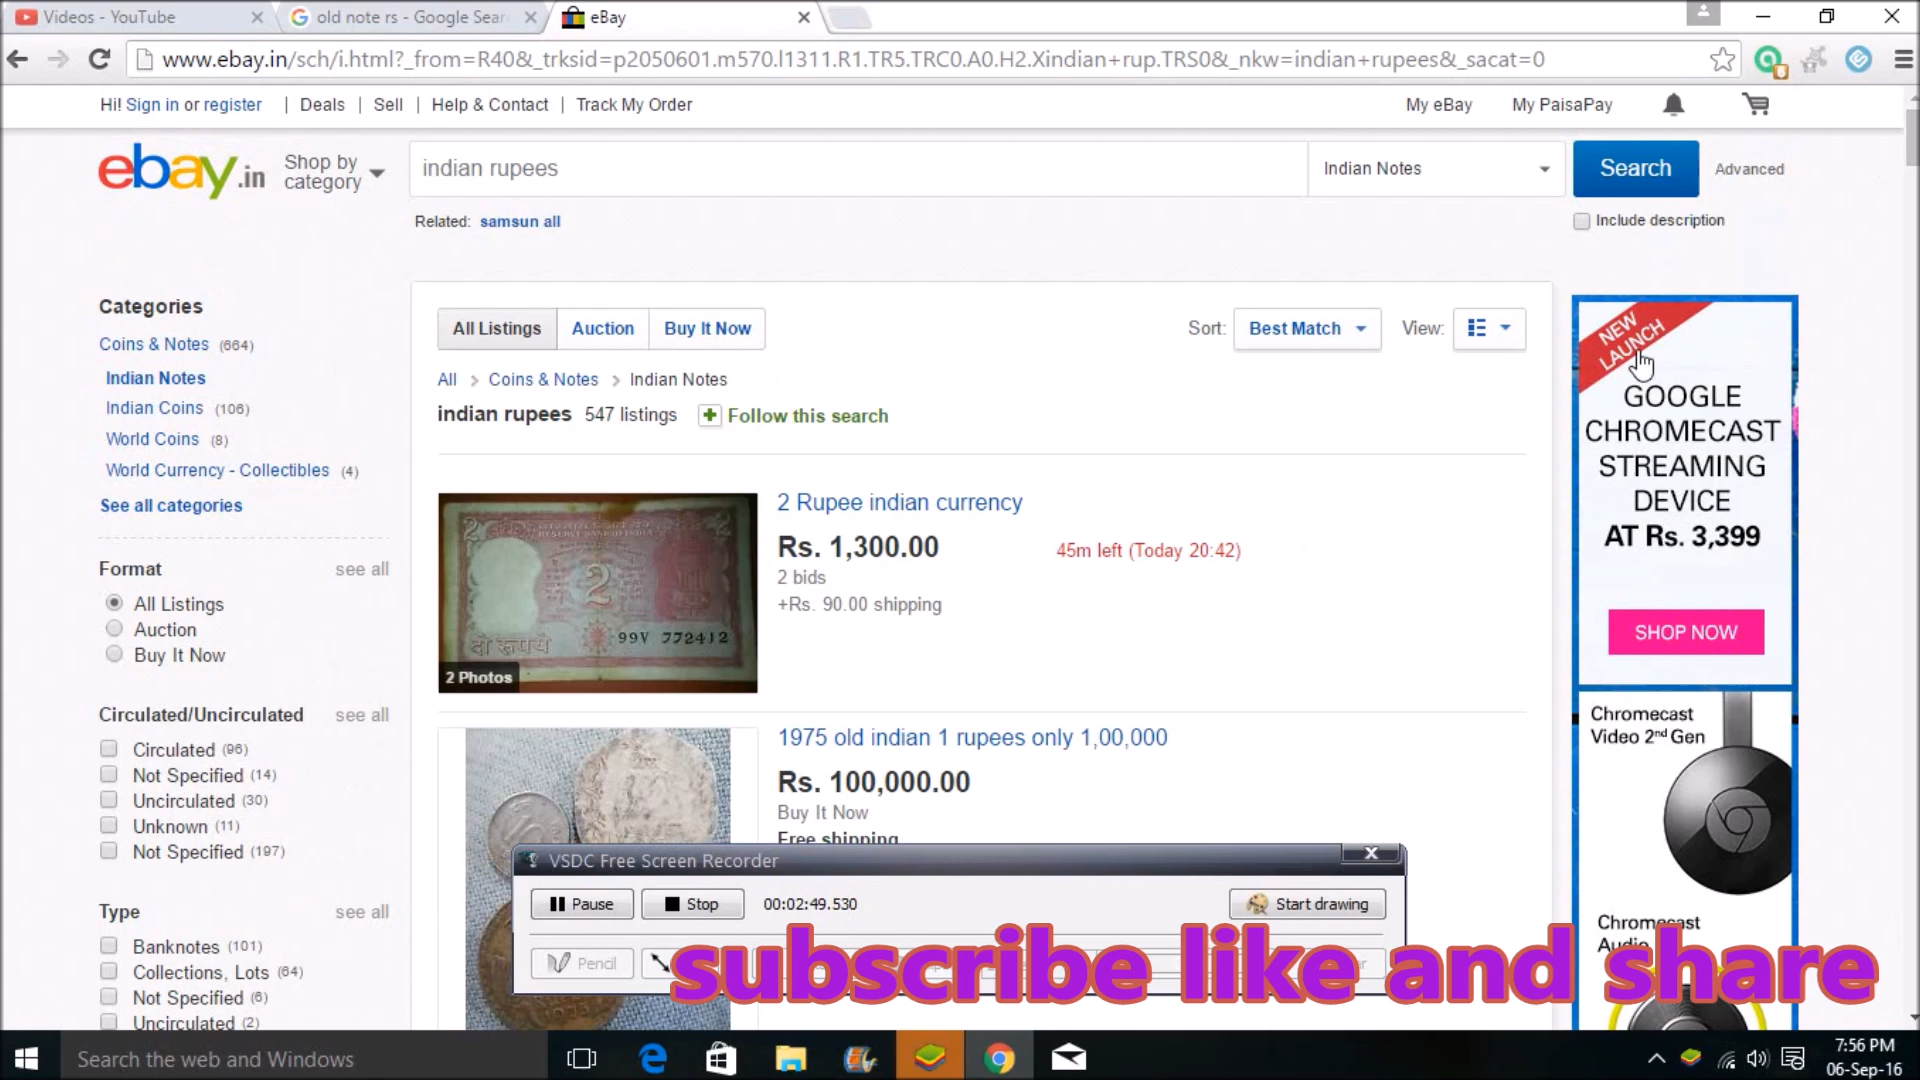 Videos - YouTube
old note rs - Google Sear
eBay
www.ebay.in/sch/i.html?_from=R40&_trksid=p2050601.m570.l1311.R1.TR5.TRC0.A0.H2.Xindian+rup.TRS0&_nkw=indian+rupees&_sacat=0
Hi! Sign in or register | Deals | Sell | Help & Contact | Track My Order
My eBay My PaisaPay
ebay.in
Shop by category
indian rupees
Indian Notes
Search
Advanced
Related: samsun all
Include description
Categories
Coins & Notes (664)
Indian Notes
Indian Coins (106)
World Coins (8)
World Currency - Collectibles (4)
See all categories
Format see all
All Listings
Auction
Buy It Now
Circulated/Uncirculated see all
Circulated (96)
Not Specified (14)
Uncirculated (30)
Unknown (11)
Not Specified (197)
Type see all
Banknotes (101)
Collections, Lots (64)
Not Specified (6)
Uncirculated (2)
All Listings Auction Buy It Now
Sort: Best Match View:
All > Coins & Notes > Indian Notes
indian rupees 547 listings + Follow this search
2
99V 772412
दो रुपये
2 Photos
2 Rupee indian currency
Rs. 1,300.00
45m left (Today 20:42)
2 bids
+Rs. 90.00 shipping
1975 old indian 1 rupees only 1,00,000
Rs. 100,000.00
Buy It Now
Free shipping
NEW
LAUNCH
GOOGLE
CHROMECAST
STREAMING
DEVICE
AT Rs. 3,399
SHOP NOW
Chromecast
Video 2nd Gen
Chromecast
Audio
VSDC Free Screen Recorder
Pause Stop 00:02:49.530 Start drawing
Pencil
subscribe like and share
Search the web and Windows
7:56 PM
06-Sep-16